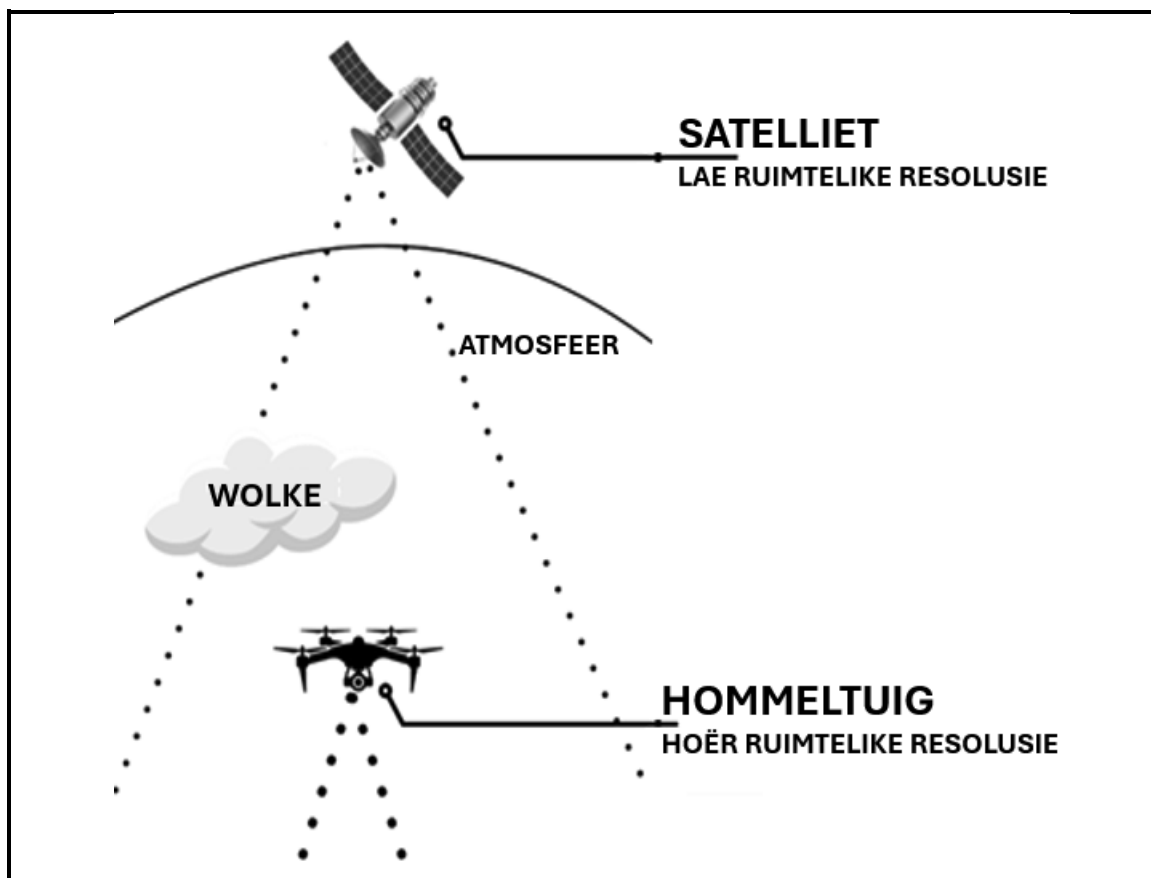 SATELLIET
LAE RUIMTELIKE RESOLUSIE
ATMOSFEER
WOLKE
HOMMELTUIG
HOËR RUIMTELIKE RESOLUSIE